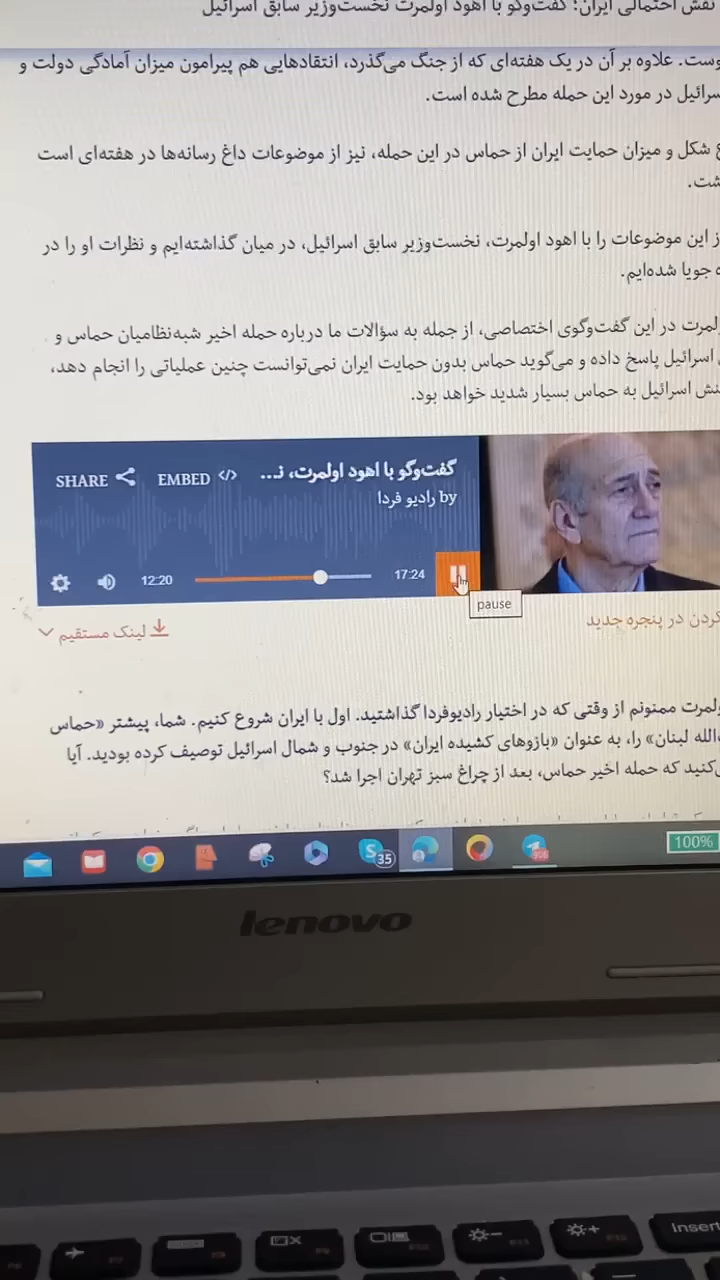 نقش احتمالی ایران؛ گفت‌وگو با اهود اولمرت نخست‌وزیر سابق اسرائیل
علاوه بر آن در یک هفته‌ای که از جنگ می‌گذرد، انتقادهایی هم پیرامون میزان آمادگی دولت و
در مورد این حمله مطرح شده است.
شکل و میزان حمایت ایران از حماس در این حمله، نیز از موضوعات داغ رسانه‌ها در هفته‌ای است
این موضوعات را با اهود اولمرت، نخست‌وزیر سابق اسرائیل، در میان گذاشته‌ایم و نظرات او را در
جویا شده‌ایم.
در این گفت‌وگوی اختصاصی، از جمله به سؤالات ما درباره حمله اخیر شبه‌نظامیان حماس و
اسرائیل پاسخ داده و می‌گوید حماس بدون حمایت ایران نمی‌توانست چنین عملیاتی را انجام دهد،
اسرائیل به حماس بسیار شدید خواهد بود.
گفت‌وگو با اهود اولمرت، نـ...
EMBED </>
SHARE
by رادیو فردا
12:20
17:24
pause
کردن در پنجره جدید
لینک مستقیم
ممنونم از وقتی که در اختیار رادیوفردا گذاشتید. اول با ایران شروع کنیم. شما، پیشتر «حماس
لبنان» را، به عنوان «بازوهای کشیده ایران» در جنوب و شمال اسرائیل توصیف کرده بودید. آیا
که حمله اخیر حماس، بعد از چراغ سبز تهران اجرا شد؟
35
906
100%
lenovo
Insert